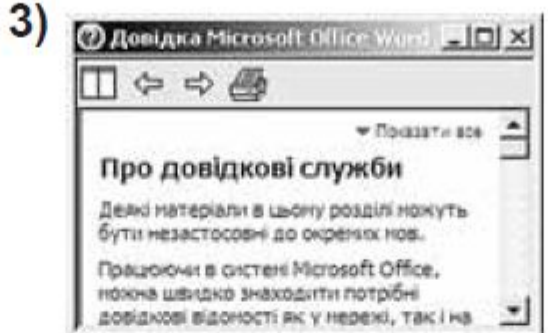 3)
Довідка Microsoft Office Word
Показати все
Про довідкові служби
Деякі матеріали в цьому розділі можуть
бути незастосовні до окремих мов.
Працюючи в системі Microsoft Office,
можна швидко знаходити потрібні
довідкові відомості як у мережі, так і на